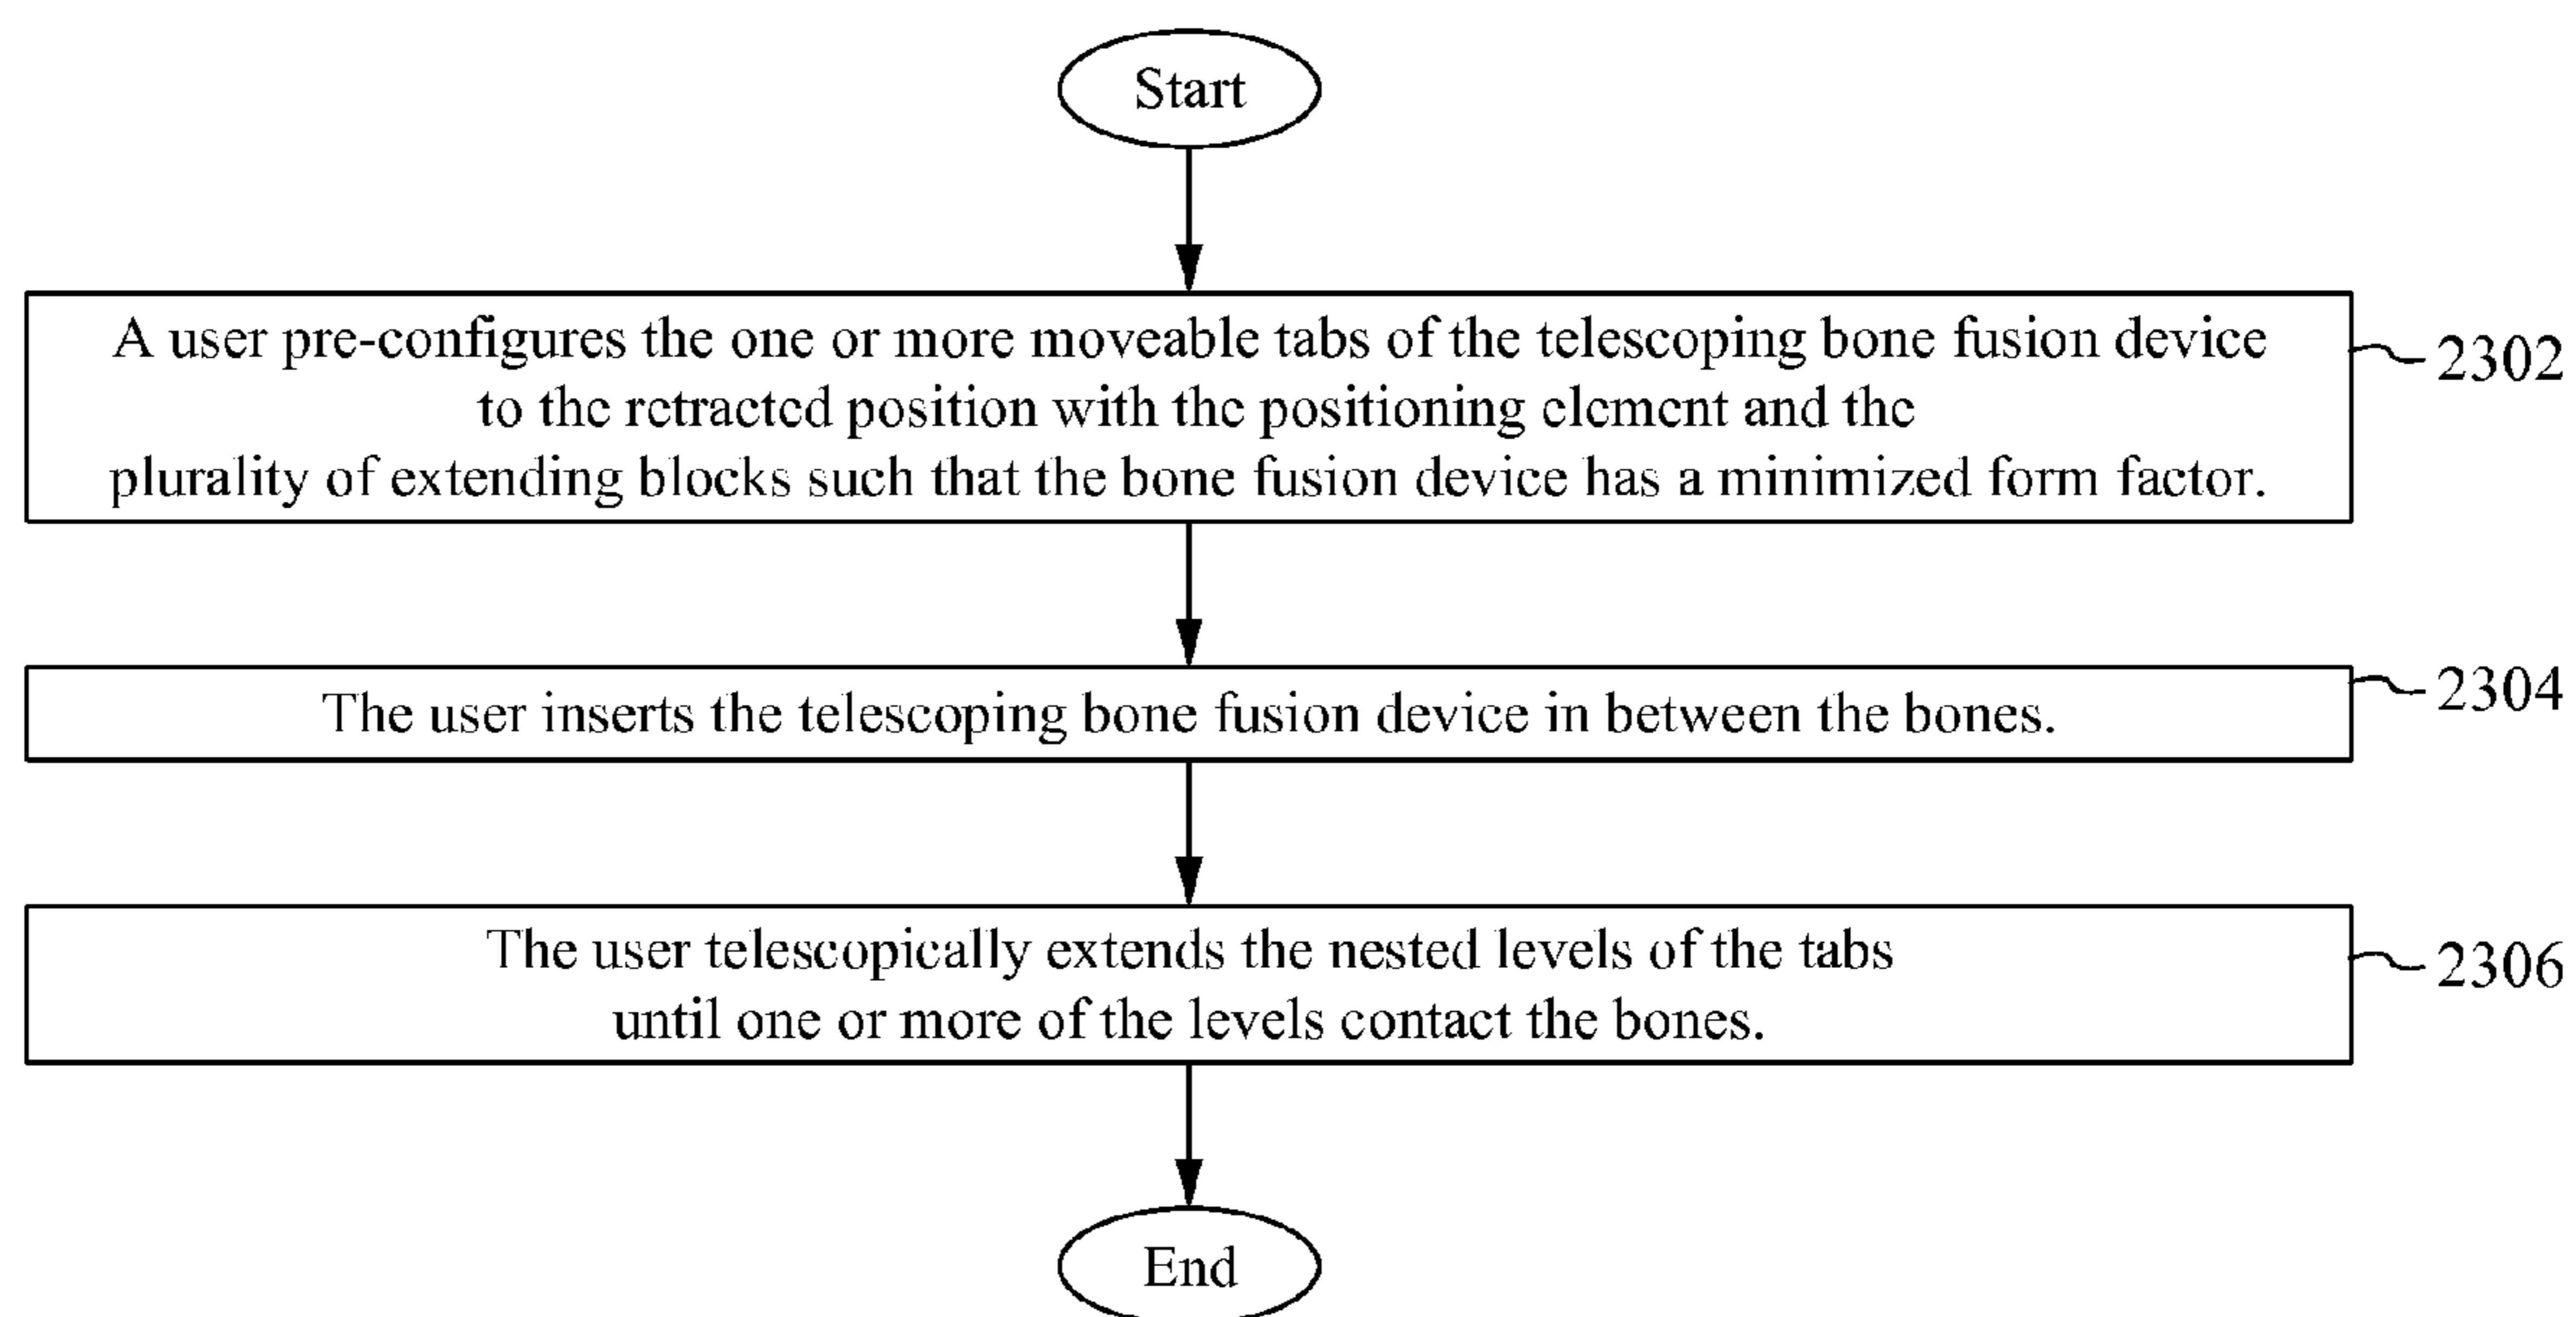 Start
A user pre-configures the one or more moveable tabs of the telescoping bone fusion device
to the retracted position with the positioning element and the
plurality of extending blocks such that the bone fusion device has a minimized form factor.
2302
The user inserts the telescoping bone fusion device in between the bones.
2304
The user telescopically extends the nested levels of the tabs
until one or more of the levels contact the bones.
2306
End